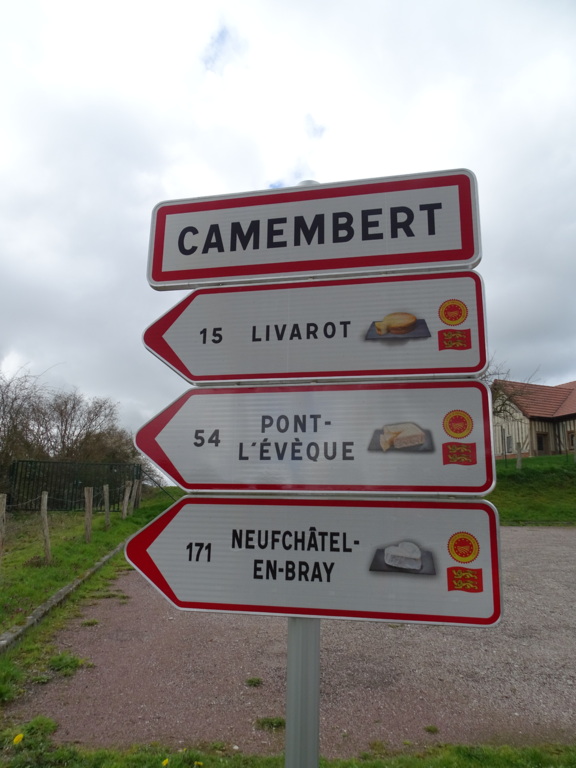 CAMEMBERT
15 LIVAROT
54 PONT-
L'ÉVÈQUE
171 NEUFCHÂTEL-
EN-BRAY